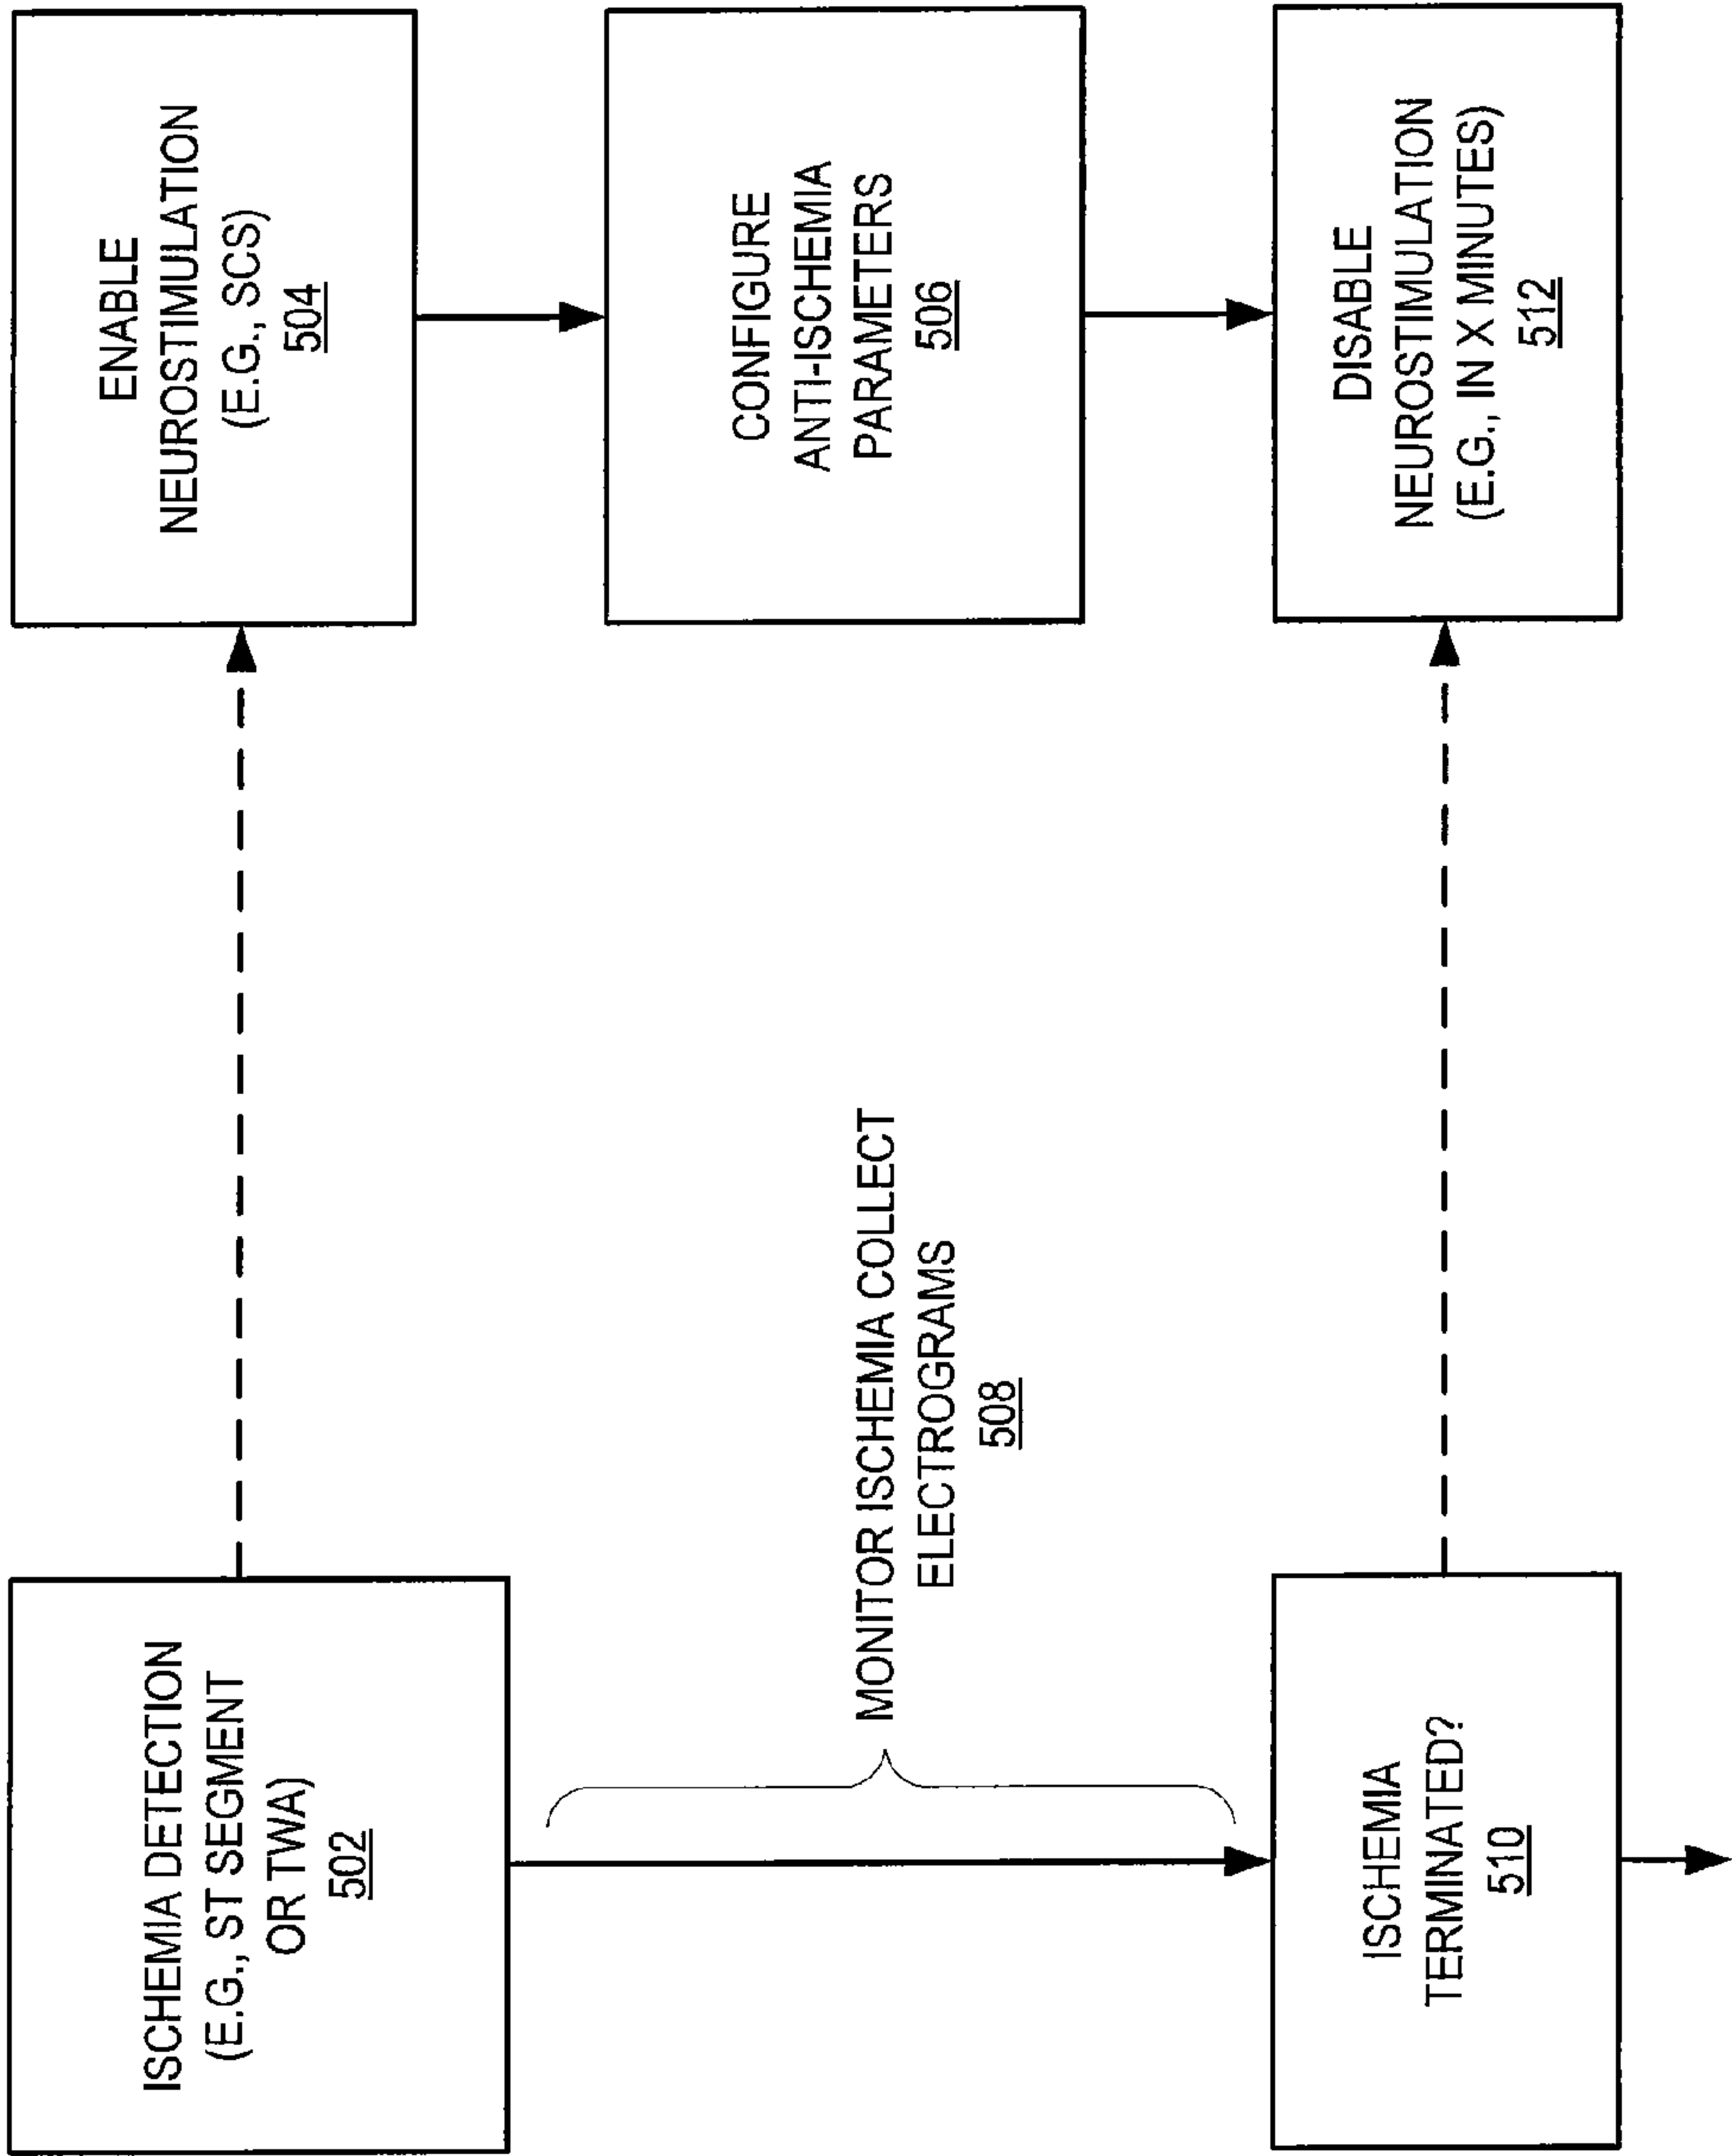 ISCHEMIA DETECTION
(E.G., ST SEGMENT
OR TWA)
502
ENABLE
NEUROSTIMULATION
(E.G., SCS)
504
CONFIGURE
ANTI-ISCHEMIA
PARAMETERS
506
MONITOR ISCHEMIA COLLECT
ELECTROGRAMS
508
ISCHEMIA
TERMINATED?
510
DISABLE
NEUROSTIMULATION
(E.G., IN X MINUTES)
512